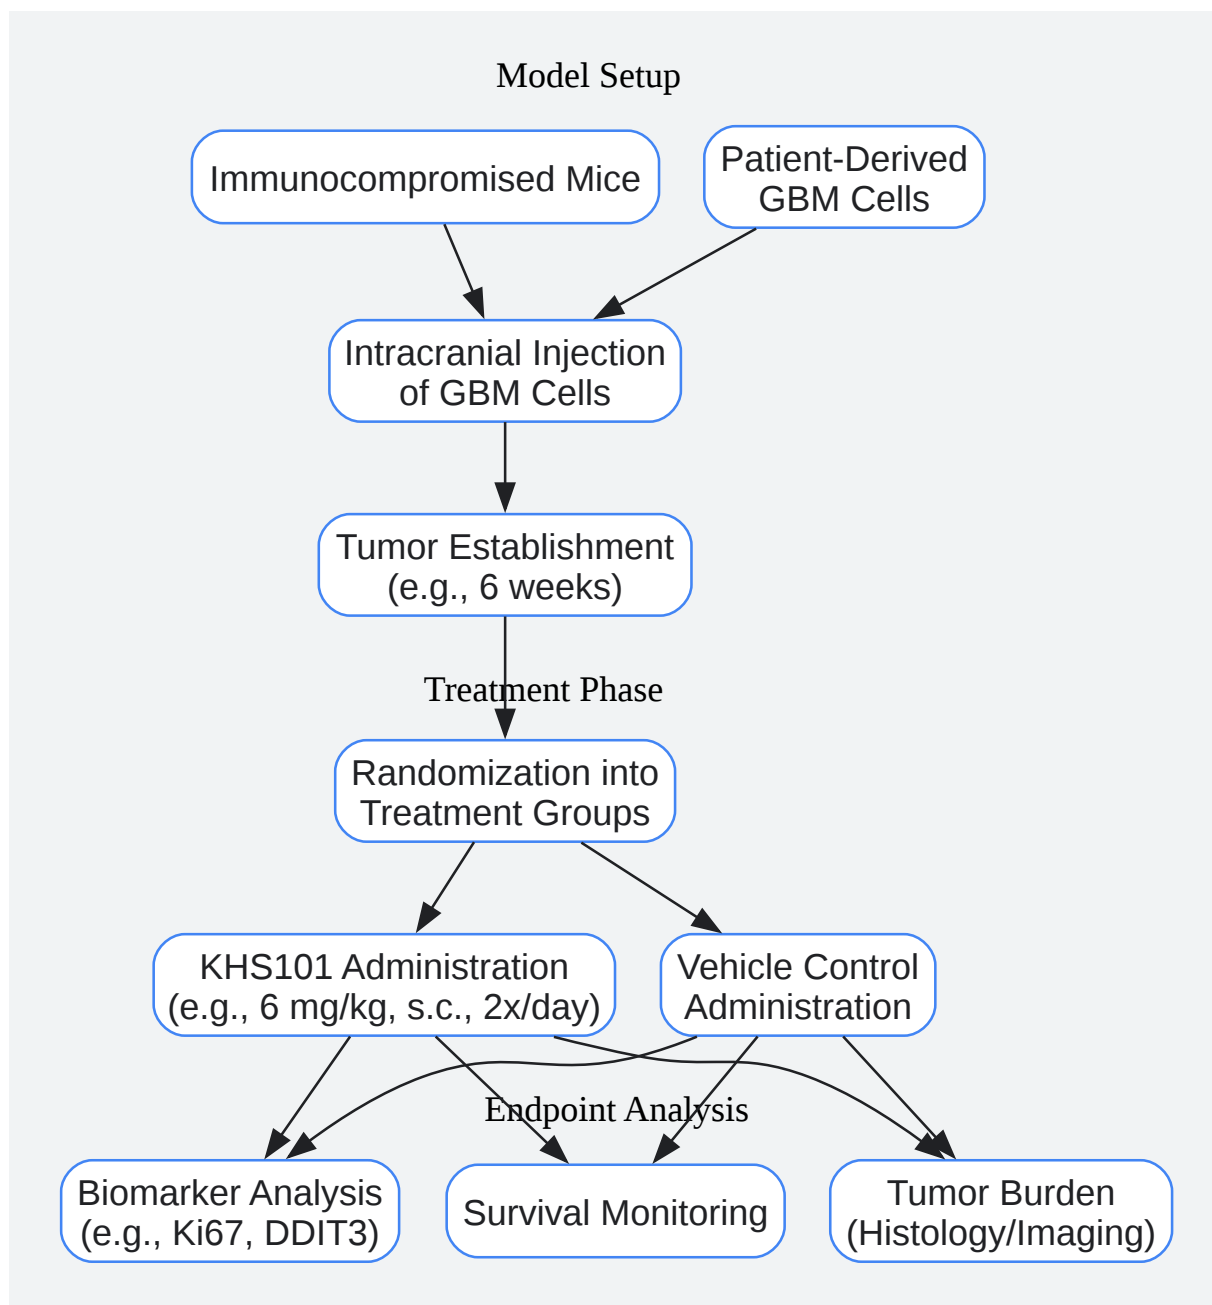 Model Setup
Immunocompromised Mice
Patient-Derived
GBM Cells
Intracranial Injection
of GBM Cells
Tumor Establishment
(e.g., 6 weeks)
Treatment Phase
Randomization into
Treatment Groups
KHS101 Administration
(e.g., 6 mg/kg, s.c., 2x/day)
Vehicle Control
Administration
Endpoint Analysis
Biomarker Analysis
(e.g., Ki67, DDIT3)
Survival Monitoring
Tumor Burden
(Histology/Imaging)